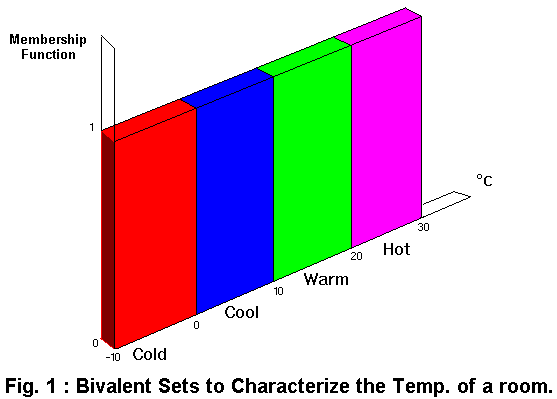 Membership
Function
1
°C
30
Hot
20
Warm
10
Cool
0
0
-10
Cold
Fig. 1 : Bivalent Sets to Characterize the Temp. of a room.